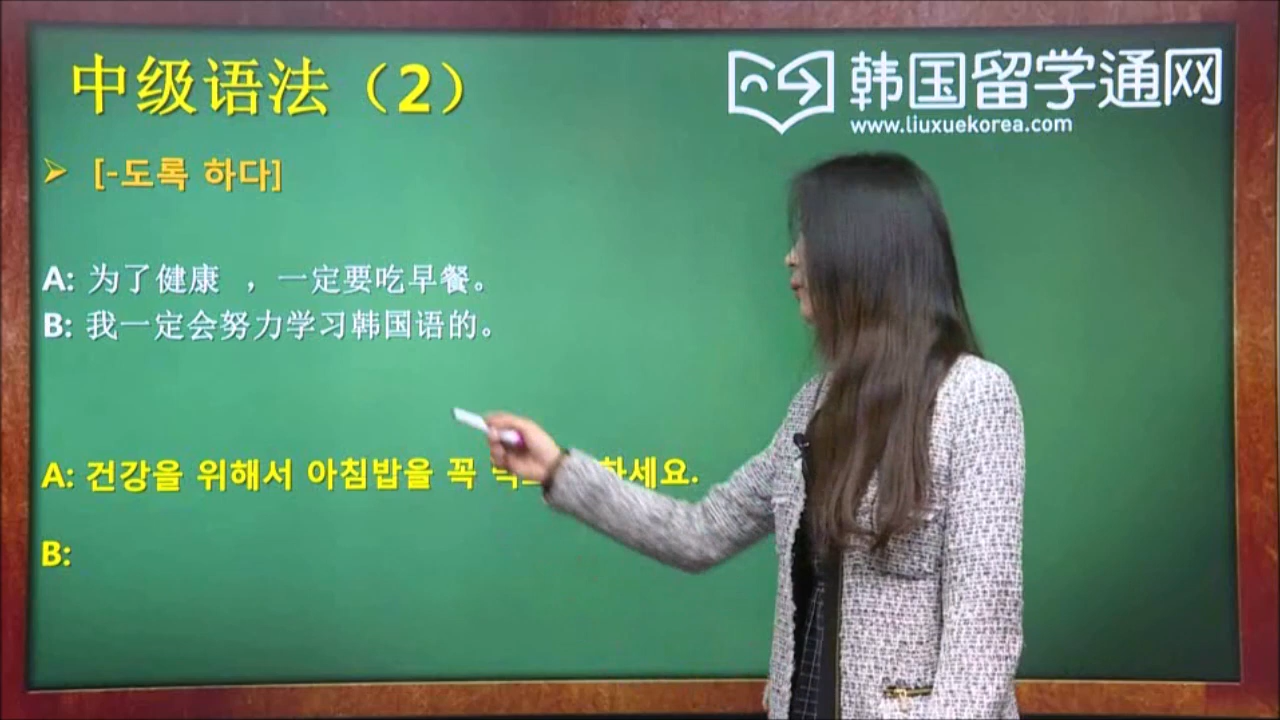 中级语法（2）
韩国留学通网
www.liuxuekorea.com
➢ [-도록 하다]
A: 为了健康 ，一定要吃早餐。
B: 我一定会努力学习韩国语的。
A: 건강을 위해서 아침밥을 꼭 하세요.
B: